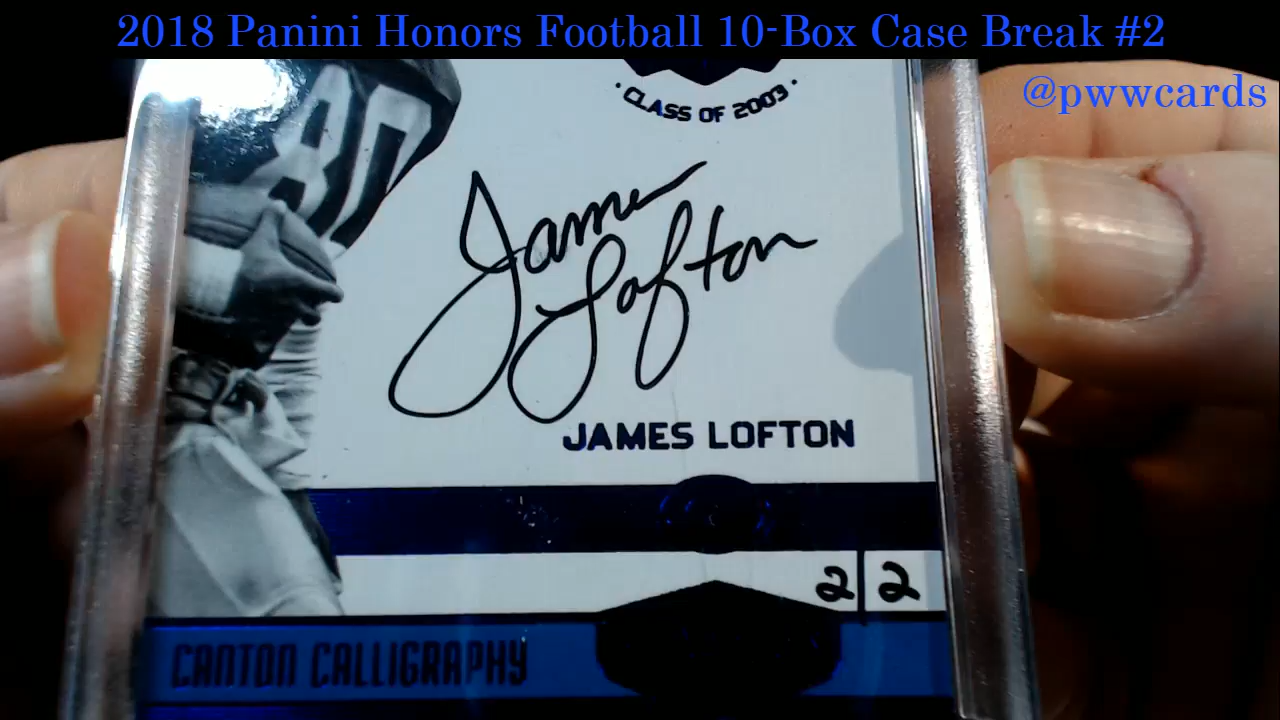 2018 Panini Honors Football 10-Box Case Break #2
@pwwcards
80
• CLASS OF 2003 •
James
Lofton
JAMES LOFTON
2|2
CANTON CALLIGRAPHY